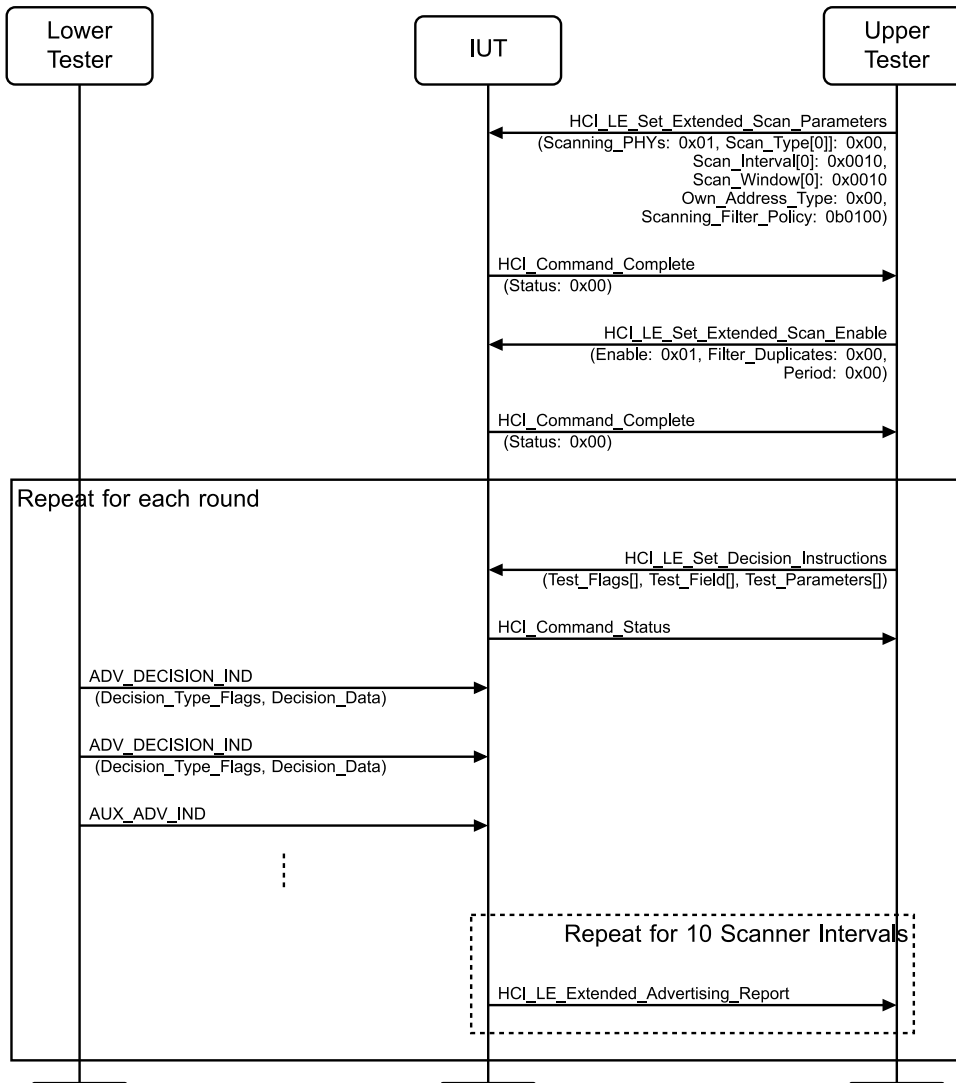 Lower
Tester
IUT
Upper
Tester
HCI_LE_Set_Extended_Scan_Parameters
(Scanning_PHYs: 0x01, Scan_Type[0]]: 0x00,
Scan_Interval[0]: 0x0010,
Scan_Window[0]: 0x0010
Own_Address_Type: 0x00,
Scanning_Filter_Policy: 0b0100)
HCI_Command_Complete
(Status: 0x00)
HCI_LE_Set_Extended_Scan_Enable
(Enable: 0x01, Filter_Duplicates: 0x00,
Period: 0x00)
HCI_Command_Complete
(Status: 0x00)
Repeat for each round
HCI_LE_Set_Decision_Instructions
(Test_Flags[], Test_Field[], Test_Parameters[])
HCI_Command_Status
ADV_DECISION_IND
(Decision_Type_Flags, Decision_Data)
ADV_DECISION_IND
(Decision_Type_Flags, Decision_Data)
AUX_ADV_IND
Repeat for 10 Scanner Intervals
HCI_LE_Extended_Advertising_Report